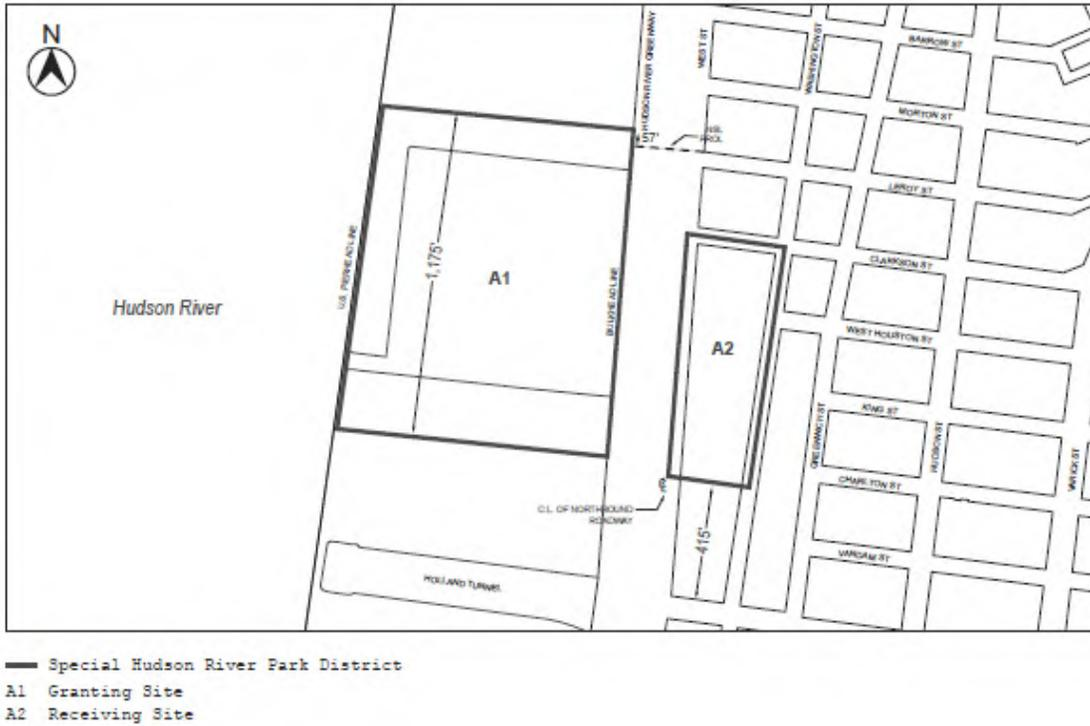 N
HUDSON RIVER GREENWAY
WEST ST
WASHINGTON ST
BARROW ST
MORTON ST
57'
PROL.
LEROY ST
CLARKSON ST
U.S. PIERHEAD LINE
1,175'
A1
BULKHEAD LINE
Hudson River
A2
WEST HOUSTON ST
KING ST
GREENWICH ST
HUDSON ST
VARICK ST
CHARLTON ST
C.L. OF NORTHBOUND
ROADWAY
415'
VANDAM ST
HOLLAND TUNNEL
Special Hudson River Park District
A1 Granting Site
A2 Receiving Site